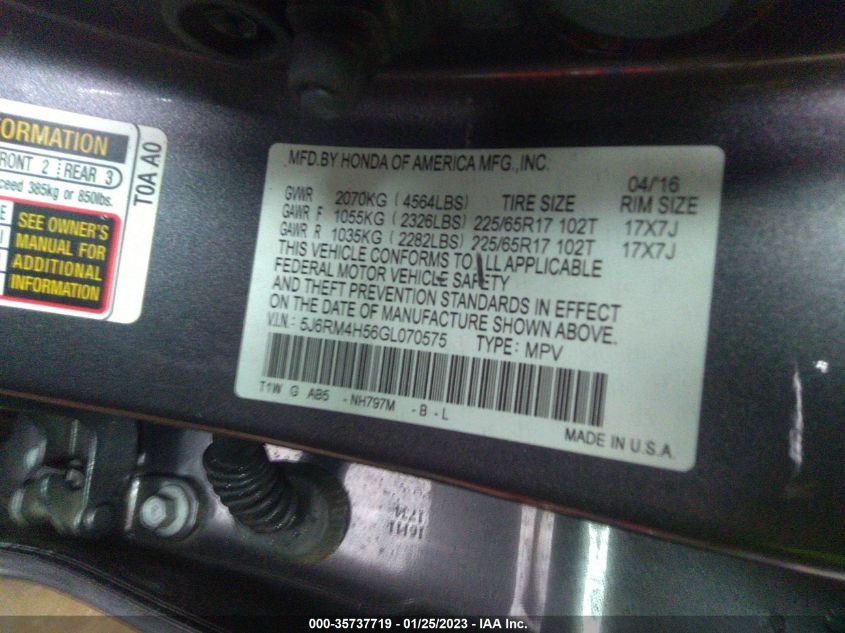 FORMATION
FRONT 2 REAR 3
ceed 385kg or 850lbs.
SEE OWNER'S
MANUAL FOR
ADDITIONAL
INFORMATION
T0A A0
MFD.BY HONDA OF AMERICA MFG.,INC.
04/'16
GVWR 2070KG (4564LBS) TIRE SIZE RIM SIZE
GAWR F 1055KG (2326LBS) 225/65R17 102T 17X7J
GAWR R 1035KG (2282LBS) 225/65R17 102T 17X7J
THIS VEHICLE CONFORMS TO ALL APPLICABLE
FEDERAL MOTOR VEHICLE SAFETY
AND THEFT PREVENTION STANDARDS IN EFFECT
ON THE DATE OF MANUFACTURE SHOWN ABOVE.
V.I.N.: 5J6RM4H56GL070575 TYPE: MPV
T1W G AB5 -NH797M -B-L
MADE IN U.S.A.
000-35737719 - 01/25/2023 - IAA Inc.